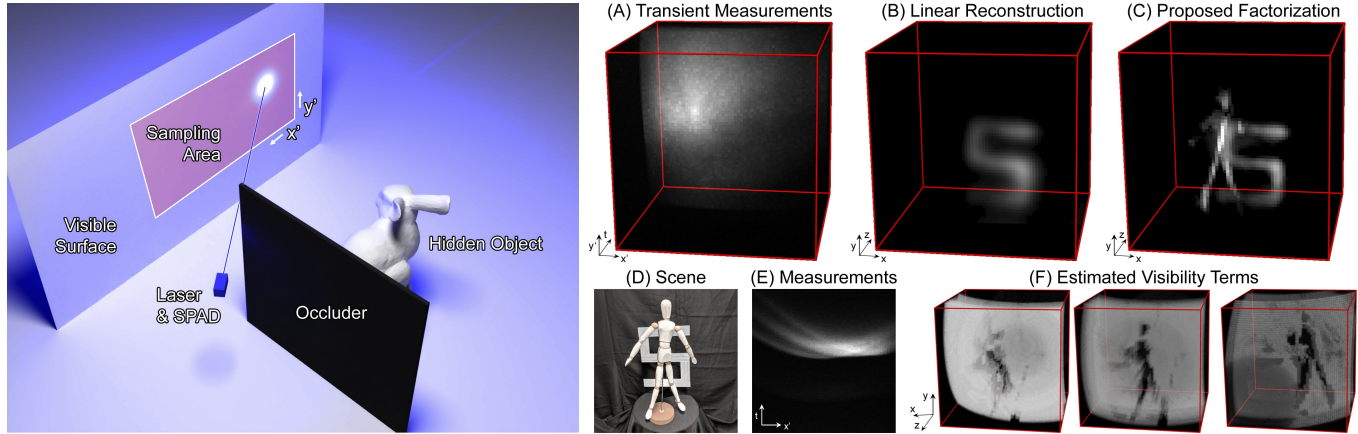 Sampling
Area
y'
x'
Visible
Surface
Laser
& SPAD
Occluder
Hidden Object
(A) Transient Measurements
y' t x'
(B) Linear Reconstruction
y z x
(C) Proposed Factorization
y z x
(D) Scene
(E) Measurements
t x'
(F) Estimated Visibility Terms
y
x
z